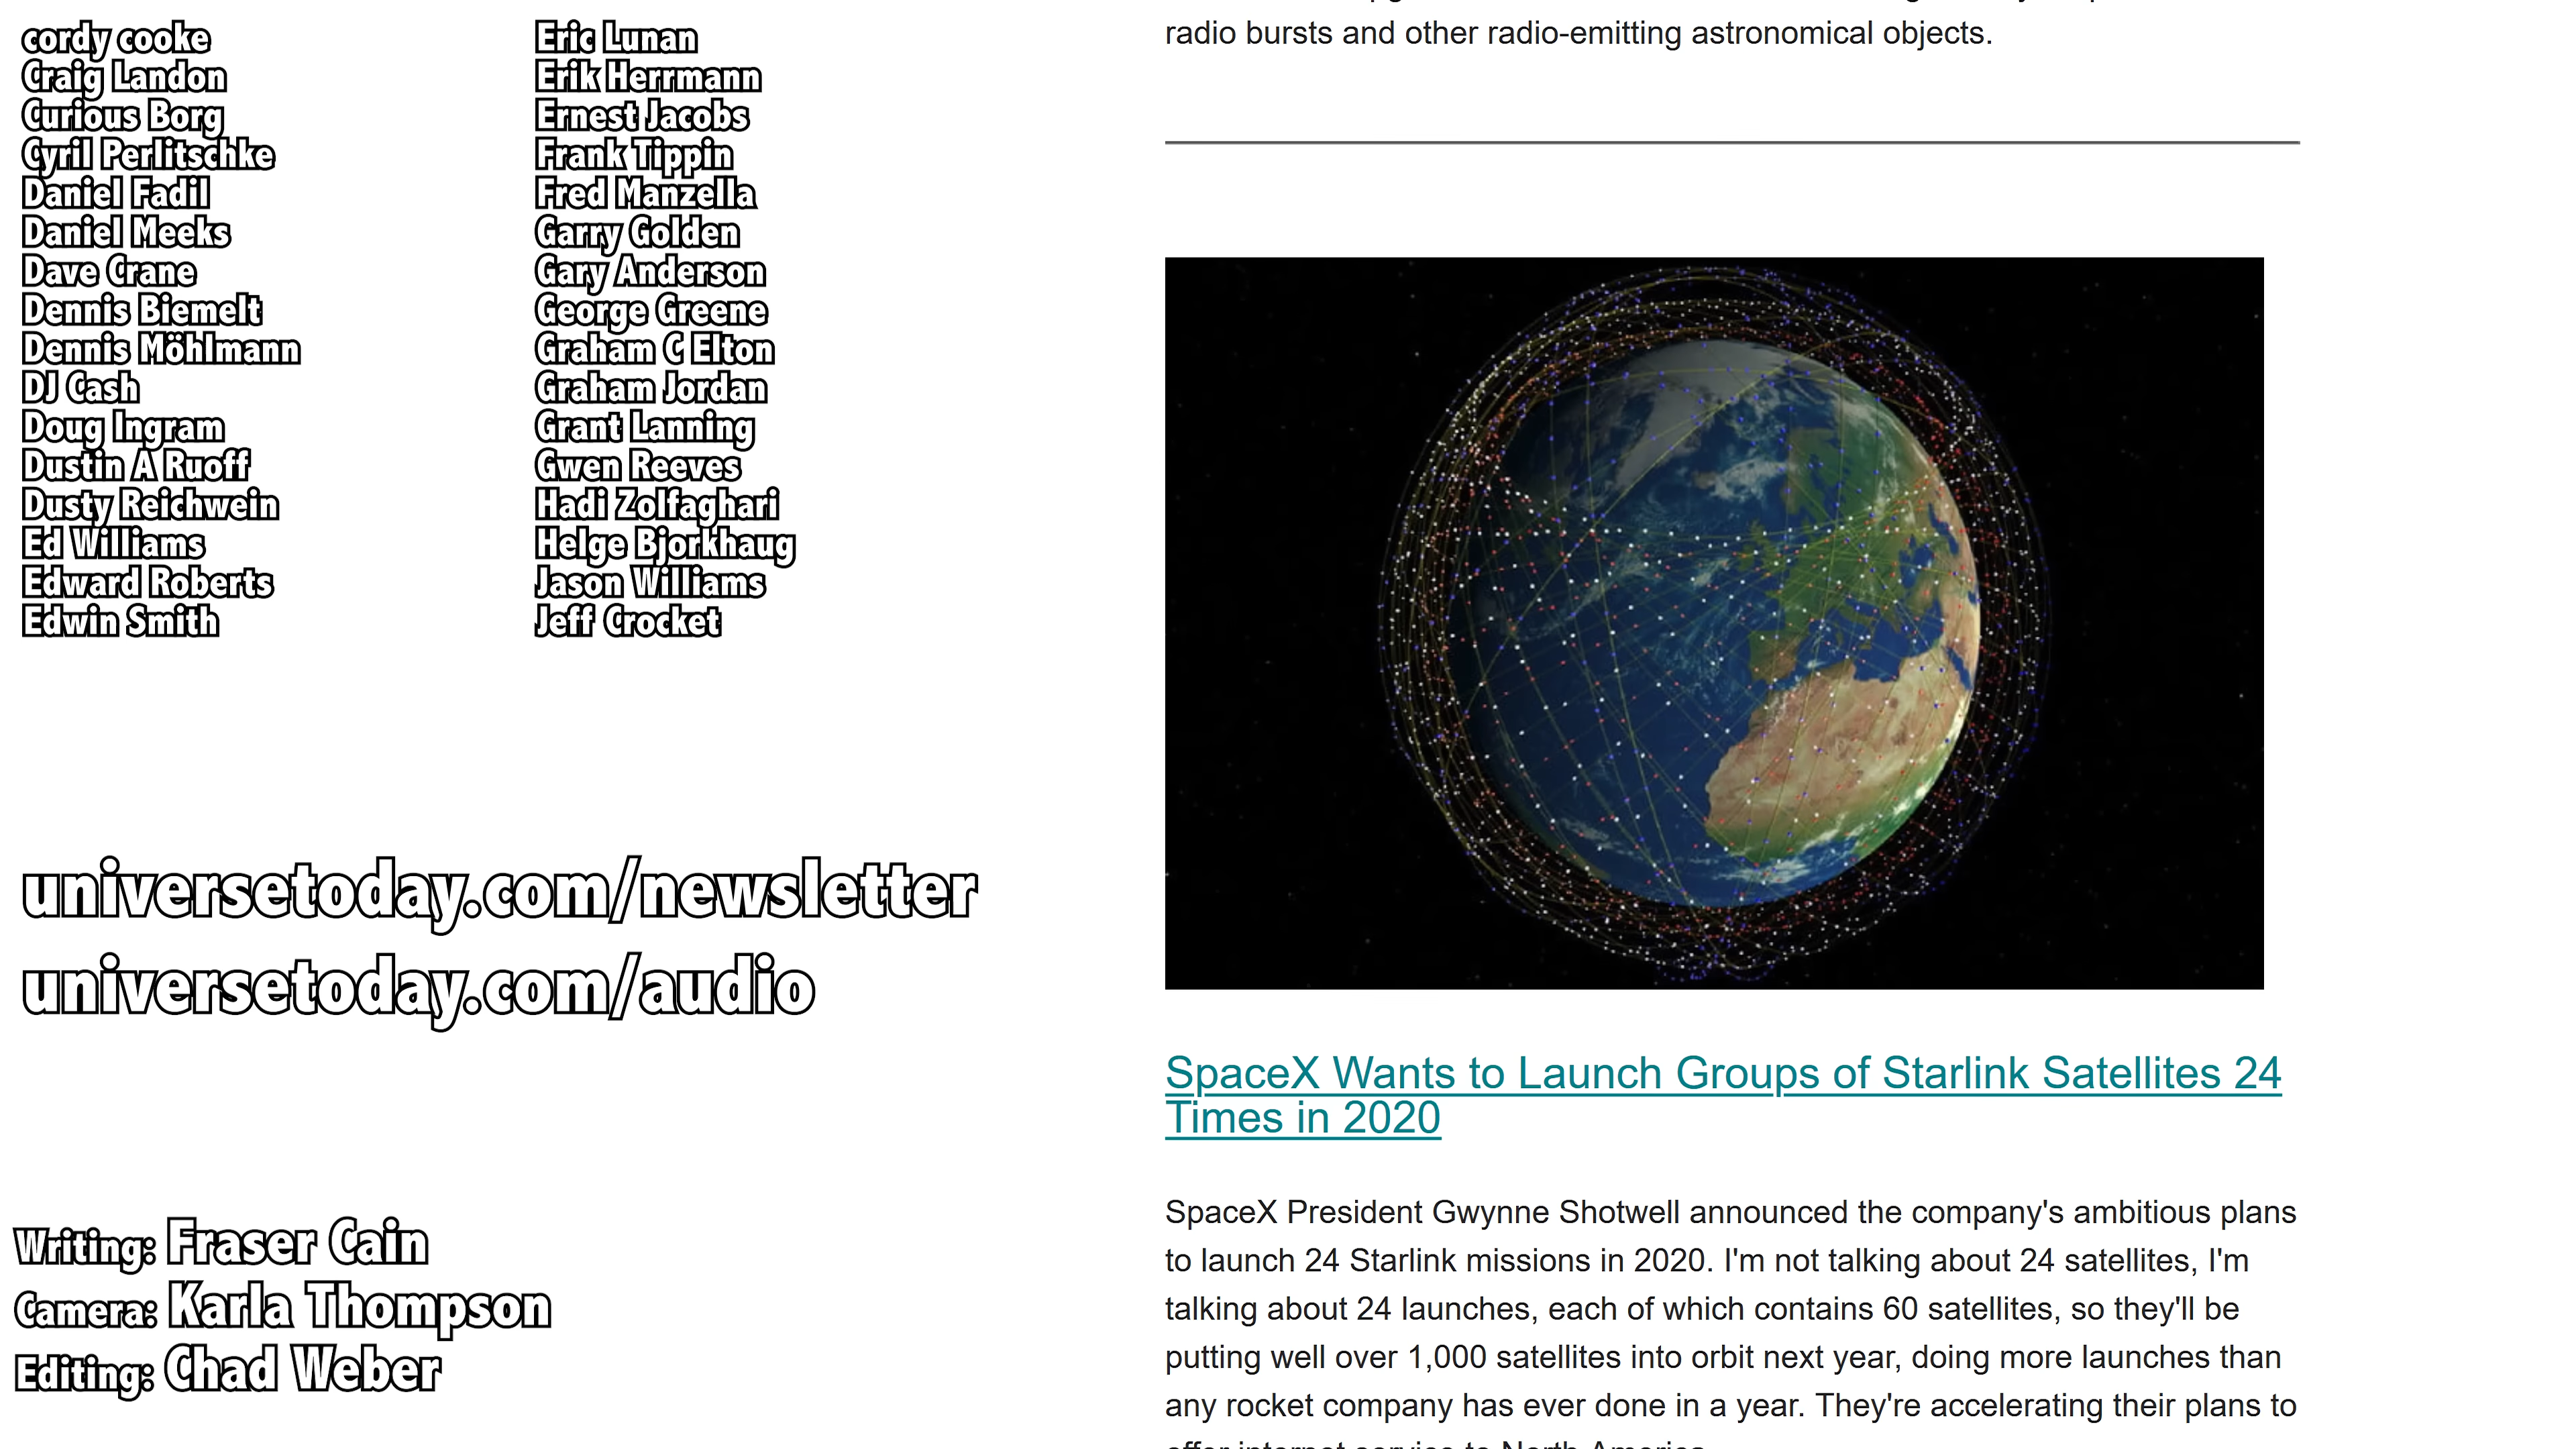 cordy cooke
Craig Landon
Curious Borg
Cyril Perlitschke
Daniel Fadil
Daniel Meeks
Dave Crane
Dennis Biemelt
Dennis Möhlmann
DJ Cash
Doug Ingram
Dustin A Ruoff
Dusty Reichwein
Ed Williams
Edward Roberts
Edwin Smith
Eric Lunan
Erik Herrmann
Ernest Jacobs
Frank Tippin
Fred Manzella
Garry Golden
Gary Anderson
George Greene
Graham C Elton
Graham Jordan
Grant Lanning
Gwen Reeves
Hadi Zolfaghari
Helge Bjorkhaug
Jason Williams
Jeff Crocket
universetoday.com/newsletter
universetoday.com/audio
Writing: Fraser Cain
Camera: Karla Thompson
Editing: Chad Weber
radio bursts and other radio-emitting astronomical objects.
SpaceX Wants to Launch Groups of Starlink Satellites 24
Times in 2020
SpaceX President Gwynne Shotwell announced the company's ambitious plans
to launch 24 Starlink missions in 2020. I'm not talking about 24 satellites, I'm
talking about 24 launches, each of which contains 60 satellites, so they'll be
putting well over 1,000 satellites into orbit next year, doing more launches than
any rocket company has ever done in a year. They're accelerating their plans to
offer internet service to North America